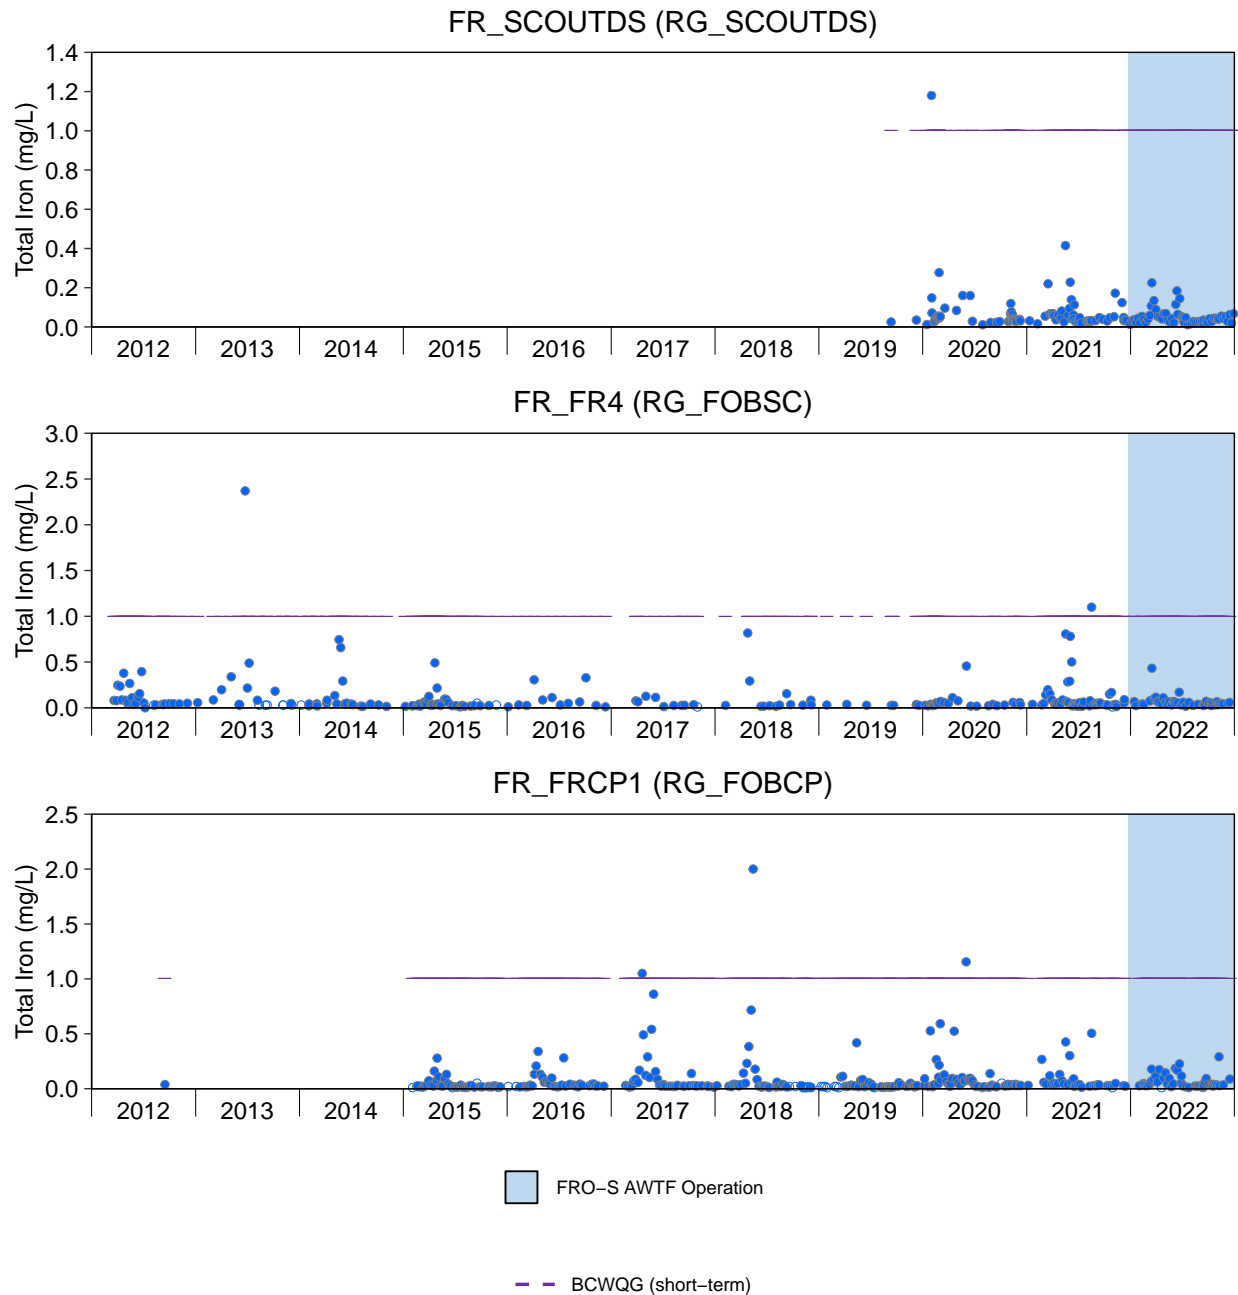 FR_SCOUTDS (RG_SCOUTDS)
Total Iron (mg/L)
1.4
1.2
1.0
0.8
0.6
0.4
0.2
0.0
2012 2013 2014 2015 2016 2017 2018 2019 2020 2021 2022
FR_FR4 (RG_FOBSC)
Total Iron (mg/L)
3.0
2.5
2.0
1.5
1.0
0.5
0.0
2012 2013 2014 2015 2016 2017 2018 2019 2020 2021 2022
FR_FRCP1 (RG_FOBCP)
Total Iron (mg/L)
2.5
2.0
1.5
1.0
0.5
0.0
2012 2013 2014 2015 2016 2017 2018 2019 2020 2021 2022
FRO−S AWTF Operation
BCWQG (short−term)